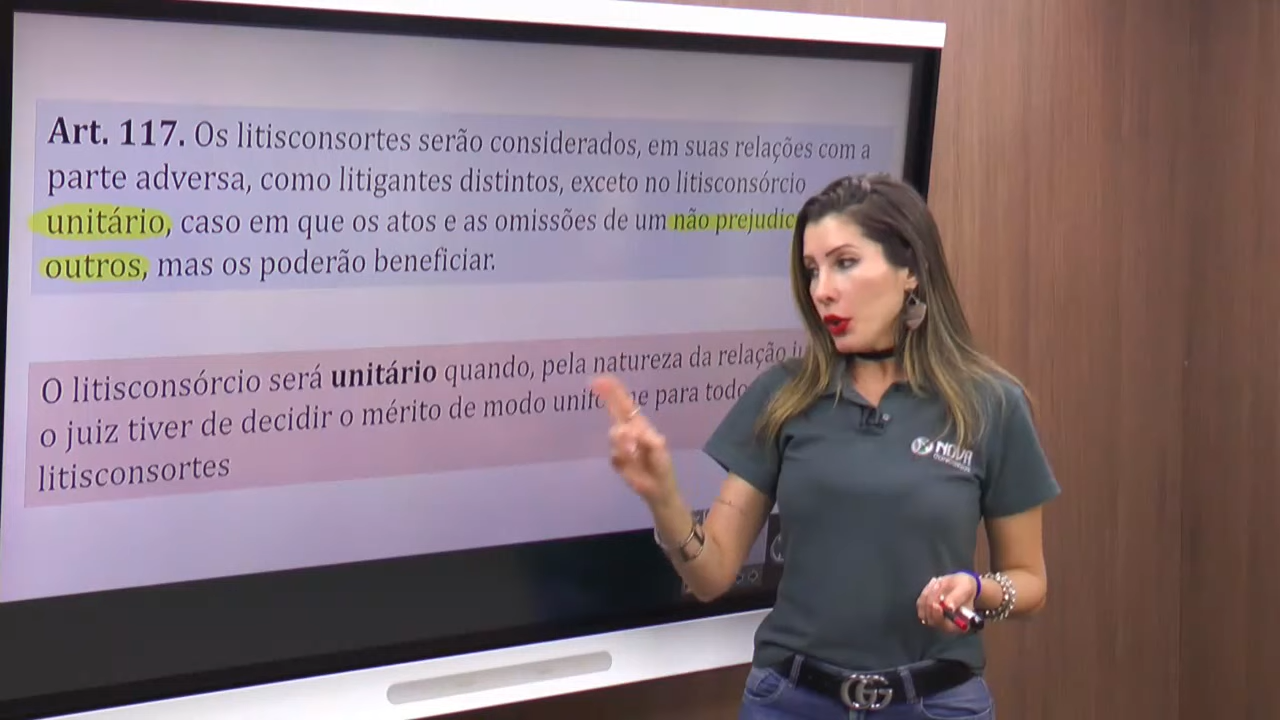 Art. 117. Os litisconsortes serão considerados, em suas relações com a
parte adversa, como litigantes distintos, exceto no litisconsórcio
unitário, caso em que os atos e as omissões de um não
outros, mas os poderão beneficiar.
O litisconsórcio será unitário quando, pela natureza da relação
o juiz tiver de decidir o mérito de modo para
litisconsortes
NOVA